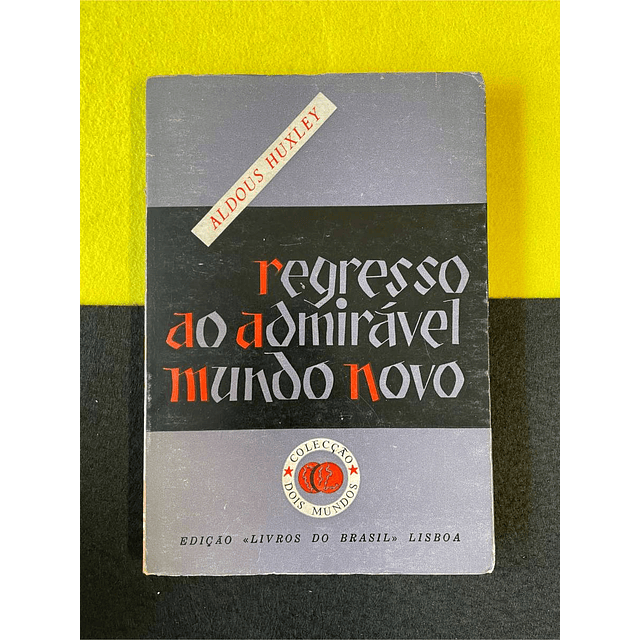 ALDOUS HUXLEY
regresso
ao admirável
mundo novo
COLECÇÃO
DOIS MUNDOS
EDIÇÃO «LIVROS DO BRASIL» LISBOA